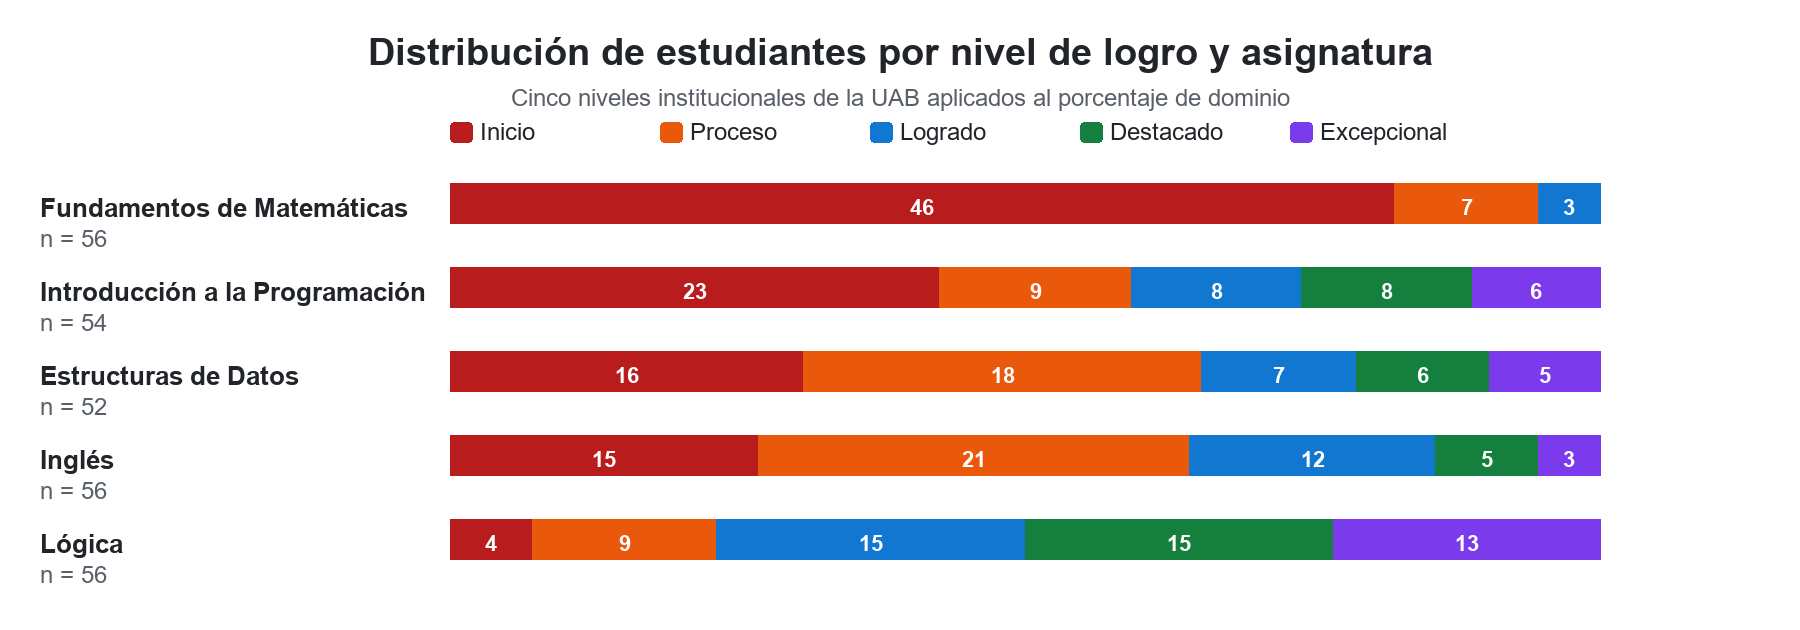 Distribución de estudiantes por nivel de logro y asignatura
Cinco niveles institucionales de la UAB aplicados al porcentaje de dominio
Inicio Proceso Logrado Destacado Excepcional
Fundamentos de Matemáticas 46 7 3
n = 56
Introducción a la Programación 23 9 8 8 6
n = 54
Estructuras de Datos 16 18 7 6 5
n = 52
Inglés 15 21 12 5 3
n = 56
Lógica 4 9 15 15 13
n = 56